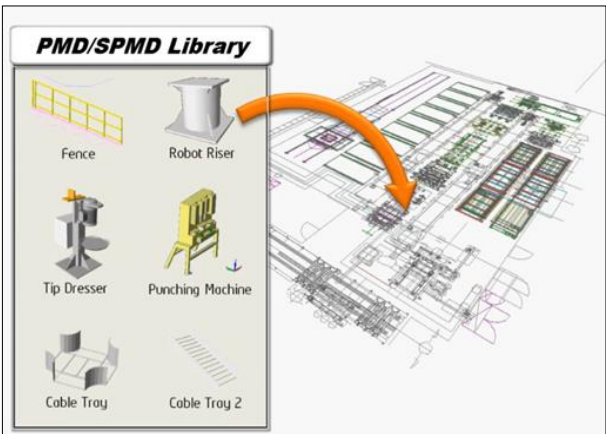 PMD/SPMD Library
Fence
Robot Riser
Tip Dresser
Punching Machine
Cable Tray
Cable Tray 2